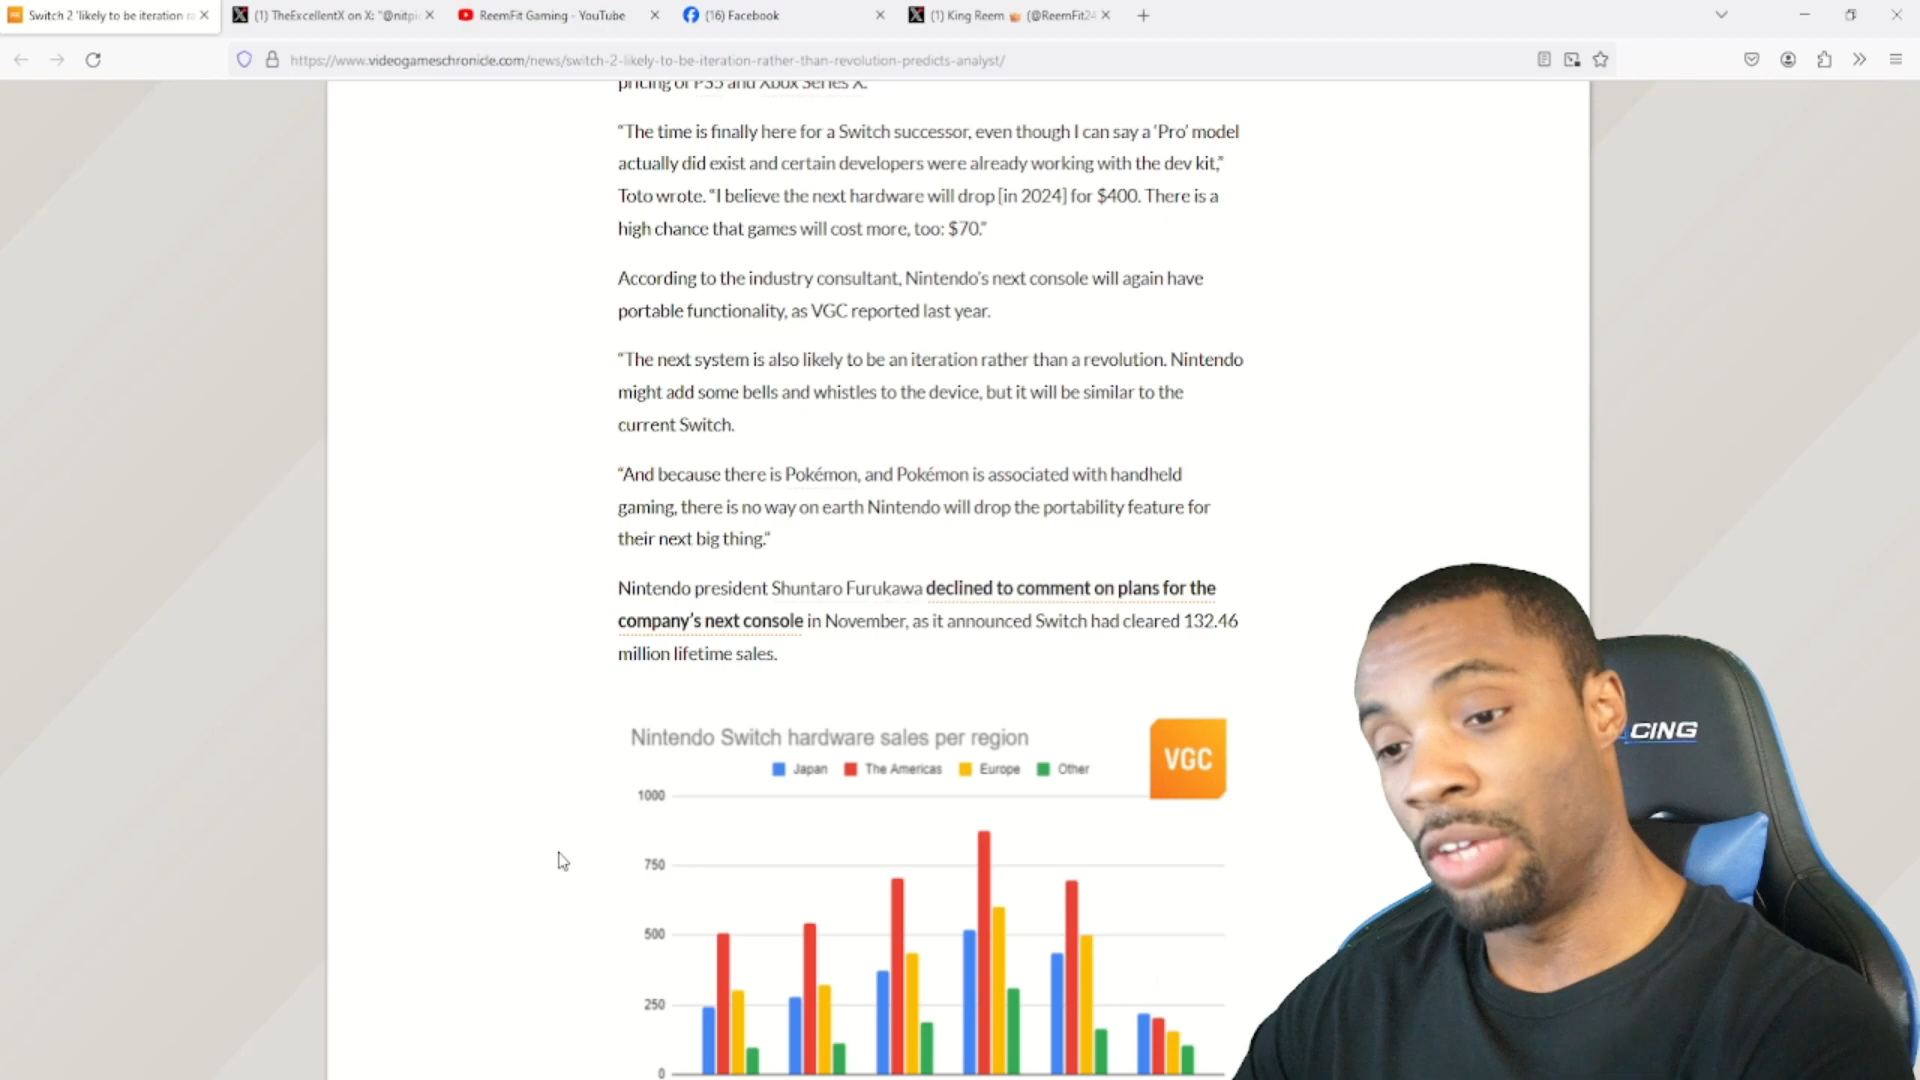 Switch 2 'likely to be iteration
(1) TheExcellentX on X: "@nitpi
ReemFit Gaming - YouTube
(16) Facebook
(1) King Reem (@ReemFit24
https://www.videogameschronicle.com/news/switch-2-likely-to-be-iteration-rather-than-revolution-predicts-analyst/
pricing of PS5 and Xbox Series X.
“The time is finally here for a Switch successor, even though I can say a ‘Pro’ model
actually did exist and certain developers were already working with the dev kit,”
Toto wrote. “I believe the next hardware will drop [in 2024] for $400. There is a
high chance that games will cost more, too: $70.”
According to the industry consultant, Nintendo’s next console will again have
portable functionality, as VGC reported last year.
“The next system is also likely to be an iteration rather than a revolution. Nintendo
might add some bells and whistles to the device, but it will be similar to the
current Switch.
“And because there is Pokémon, and Pokémon is associated with handheld
gaming, there is no way on earth Nintendo will drop the portability feature for
their next big thing.”
Nintendo president Shuntaro Furukawa declined to comment on plans for the
company’s next console in November, as it announced Switch had cleared 132.46
million lifetime sales.
Nintendo Switch hardware sales per region
VGC
Japan The Americas Europe Other
1000
750
500
250
0
CING